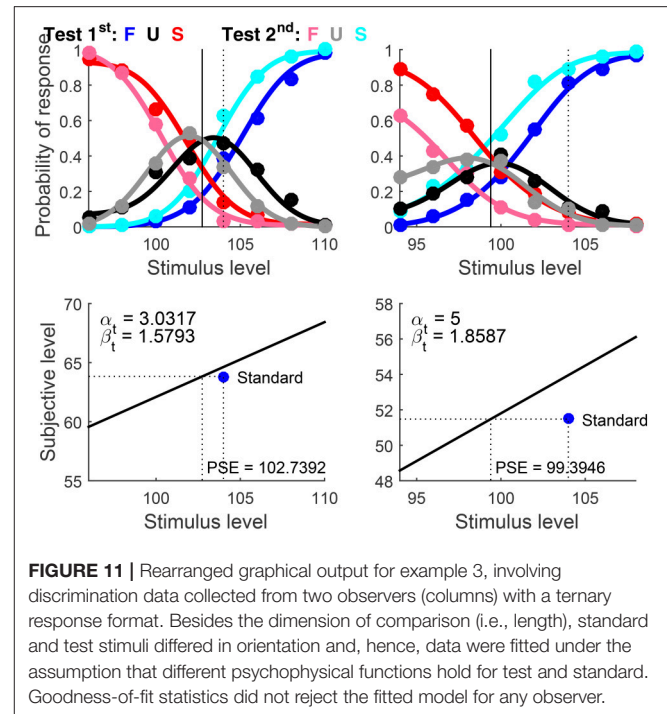 Test 1st: F U S Test 2nd: F U S
Probability of response
1
0.8
0.6
0.4
0.2
0
100 105 110
Stimulus level
1
0.8
0.6
0.4
0.2
0
95 100 105
Stimulus level
Subjective level
70
65
60
55
αt = 3.0317
βt = 1.5793
Standard
PSE = 102.7392
100 105 110
Stimulus level
56
54
52
50
48
αt = 5
βt = 1.8587
Standard
PSE = 99.3946
95 100 105
Stimulus level
FIGURE 11 | Rearranged graphical output for example 3, involving
discrimination data collected from two observers (columns) with a ternary
response format. Besides the dimension of comparison (i.e., length), standard
and test stimuli differed in orientation and, hence, data were fitted under the
assumption that different psychophysical functions hold for test and standard.
Goodness-of-fit statistics did not reject the fitted model for any observer.